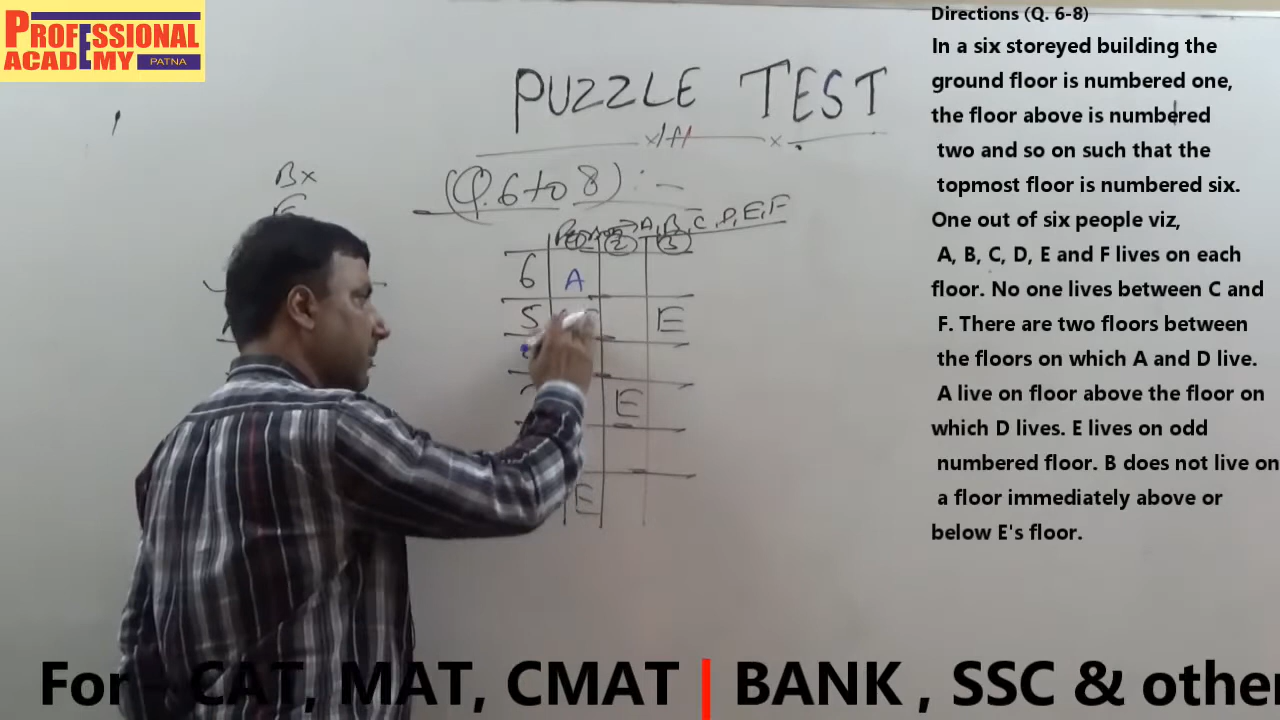 PROFESSIONAL
ACADEMY
PATNA
PUZZLE TEST
(Q.6 to 8) :-
A, B, C, D, E, F
6 A
5 E
E
E
Bx
Directions (Q. 6-8)
In a six storeyed building the
ground floor is numbered one,
the floor above is numbered
two and so on such that the
topmost floor is numbered six.
One out of six people viz,
A, B, C, D, E and F lives on each
floor. No one lives between C and
F. There are two floors between
the floors on which A and D live.
A live on floor above the floor on
which D lives. E lives on odd
numbered floor. B does not live on
a floor immediately above or
below E's floor.
For - CAT, MAT, CMAT | BANK , SSC & other